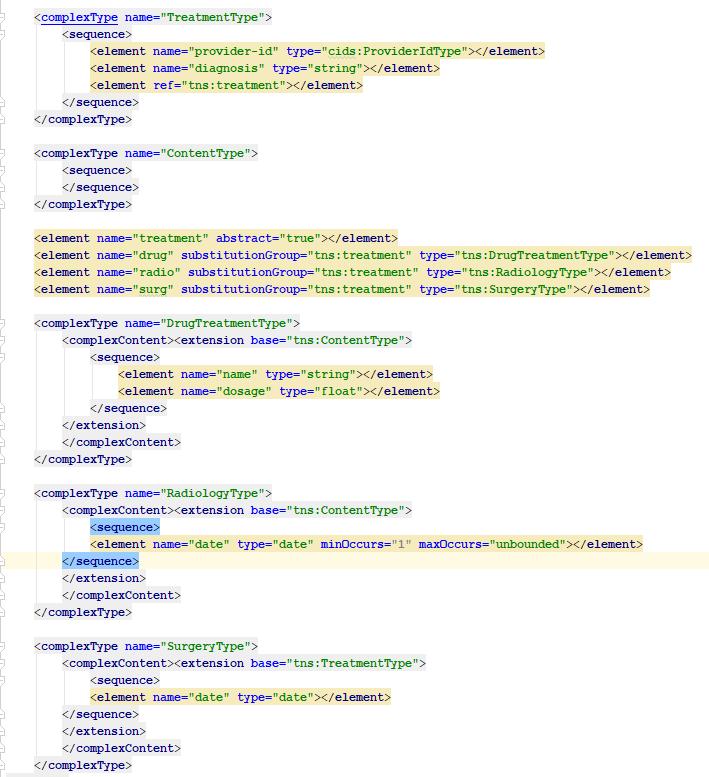 <complexType name="TreatmentType">
<sequence>
<element name="provider-id" type="cids:ProviderIdType"></element>
<element name="diagnosis" type="string"></element>
<element ref="tns:treatment"></element>
</sequence>
</complexType>
<complexType name="ContentType">
<sequence>
</sequence>
</complexType>
<element name="treatment" abstract="true"></element>
<element name="drug" substitutionGroup="tns:treatment" type="tns:DrugTreatmentType"></element>
<element name="radio" substitutionGroup="tns:treatment" type="tns:RadiologyType"></element>
<element name="surg" substitutionGroup="tns:treatment" type="tns:SurgeryType"></element>
<complexType name="DrugTreatmentType">
<complexContent><extension base="tns:ContentType">
<sequence>
<element name="name" type="string"></element>
<element name="dosage" type="float"></element>
</sequence>
</extension>
</complexContent>
</complexType>
<complexType name="RadiologyType">
<complexContent><extension base="tns:ContentType">
<sequence>
<element name="date" type="date" minOccurs="1" maxOccurs="unbounded"></element>
</sequence>
</extension>
</complexContent>
</complexType>
<complexType name="SurgeryType">
<complexContent><extension base="tns:TreatmentType">
<sequence>
<element name="date" type="date"></element>
</sequence>
</extension>
</complexContent>
</complexType>